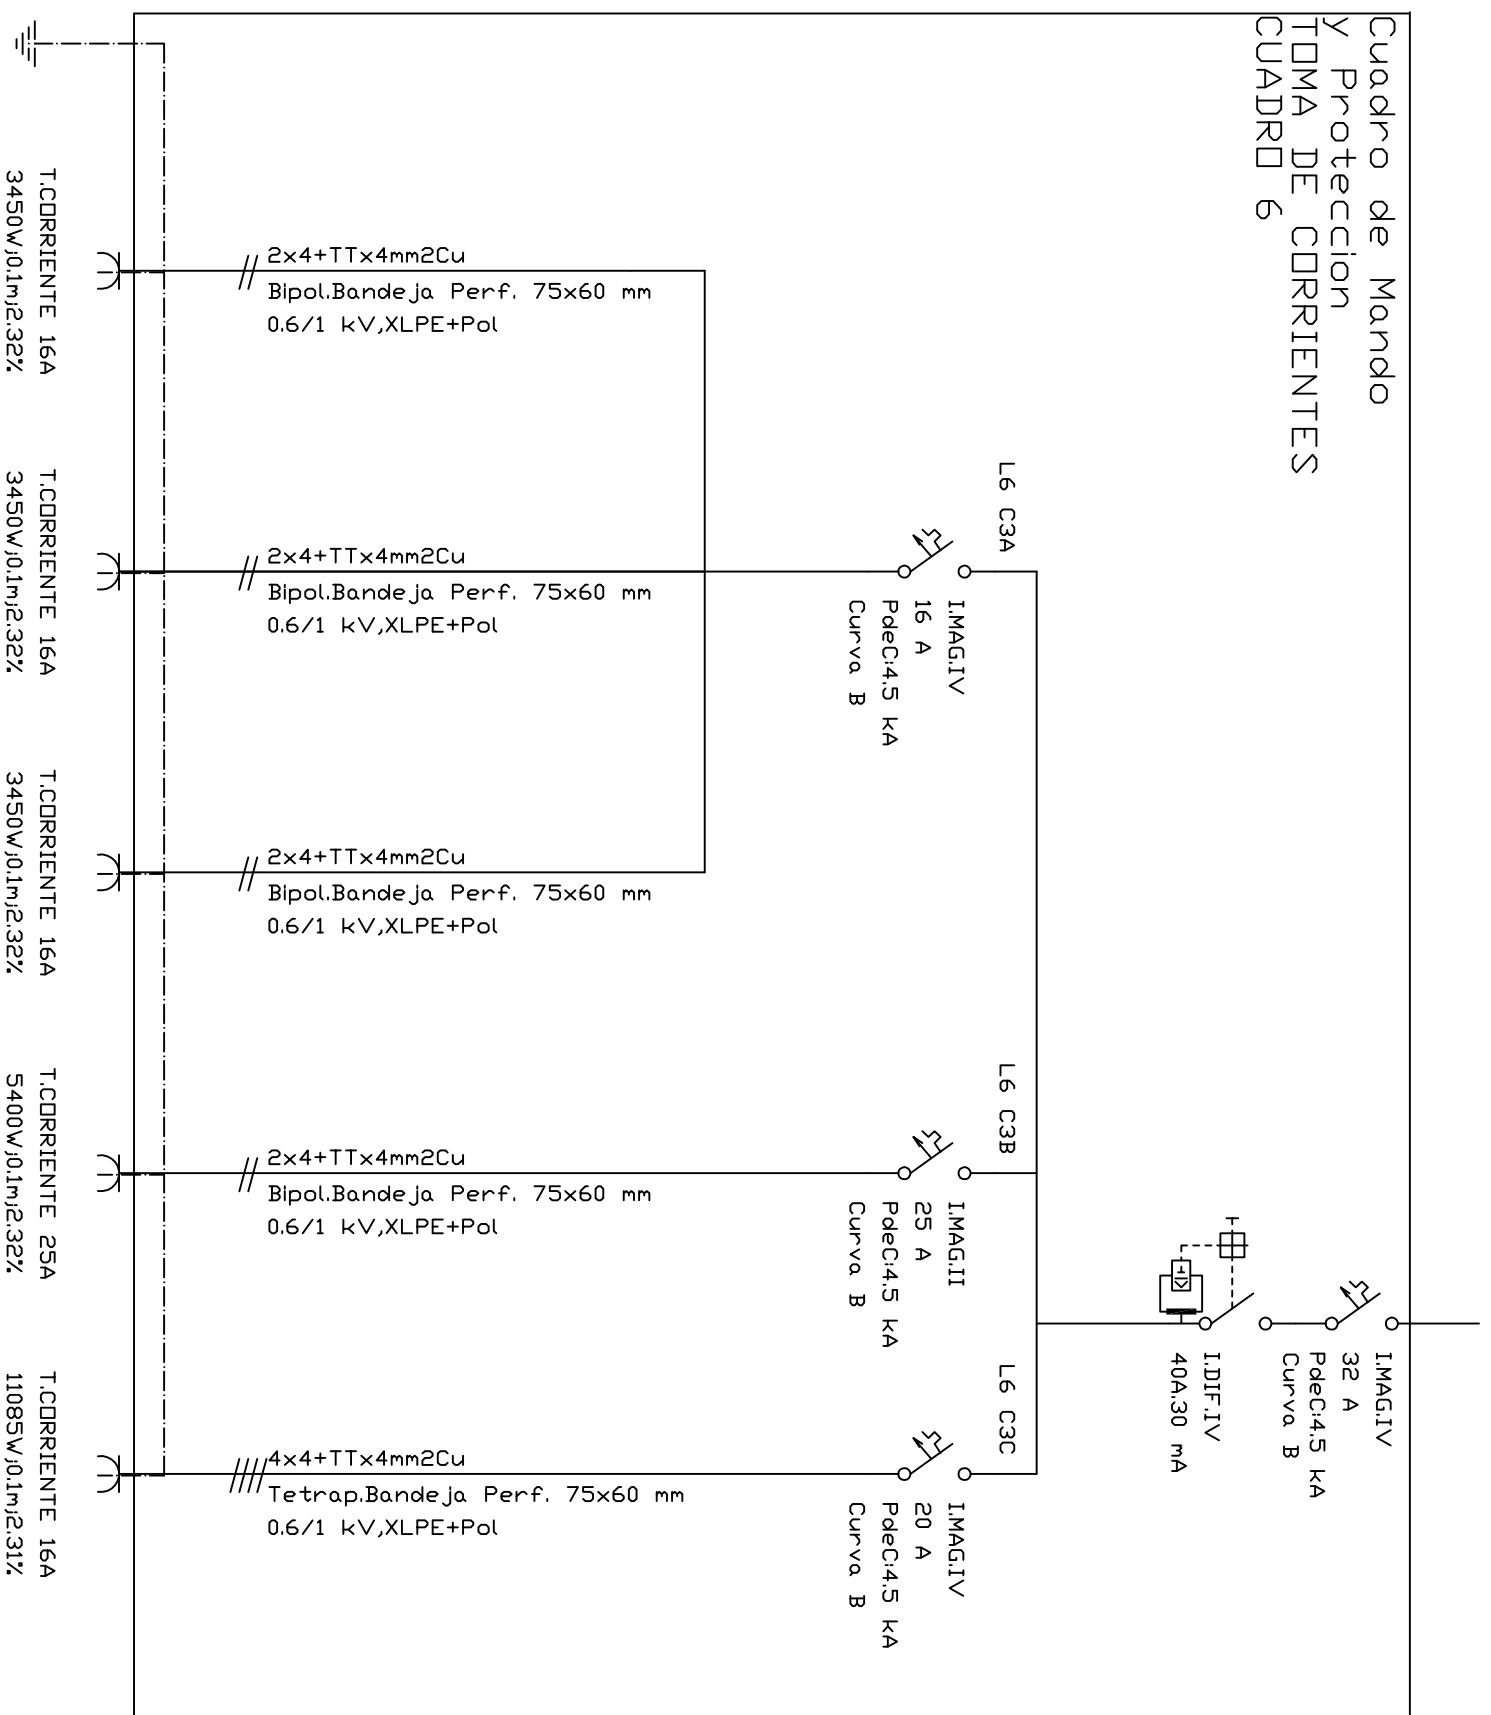 Cuadro de Mando
y Proteccion
TOMA DE CORRIENTES
CUADRO 6
I.MAG.IV
32 A
PdeC:4.5 kA
Curva B
I.DIF.IV
40A.30 mA
L6 C3A
I.MAG.IV
16 A
PdeC:4.5 kA
Curva B
L6 C3B
I.MAG.II
25 A
PdeC:4.5 kA
Curva B
L6 C3C
I.MAG.IV
20 A
PdeC:4.5 kA
Curva B
2x4+TTx4mm2Cu
Bipol.Bandeja Perf. 75x60 mm
0.6/1 kV,XLPE+Pol
2x4+TTx4mm2Cu
Bipol.Bandeja Perf. 75x60 mm
0.6/1 kV,XLPE+Pol
2x4+TTx4mm2Cu
Bipol.Bandeja Perf. 75x60 mm
0.6/1 kV,XLPE+Pol
2x4+TTx4mm2Cu
Bipol.Bandeja Perf. 75x60 mm
0.6/1 kV,XLPE+Pol
4x4+TTx4mm2Cu
Tetrap.Bandeja Perf. 75x60 mm
0.6/1 kV,XLPE+Pol
T.CORRIENTE 16A
3450W;0.1m;2.32%
T.CORRIENTE 16A
3450W;0.1m;2.32%
T.CORRIENTE 16A
3450W;0.1m;2.32%
T.CORRIENTE 25A
5400W;0.1m;2.32%
T.CORRIENTE 16A
11085W;0.1m;2.31%